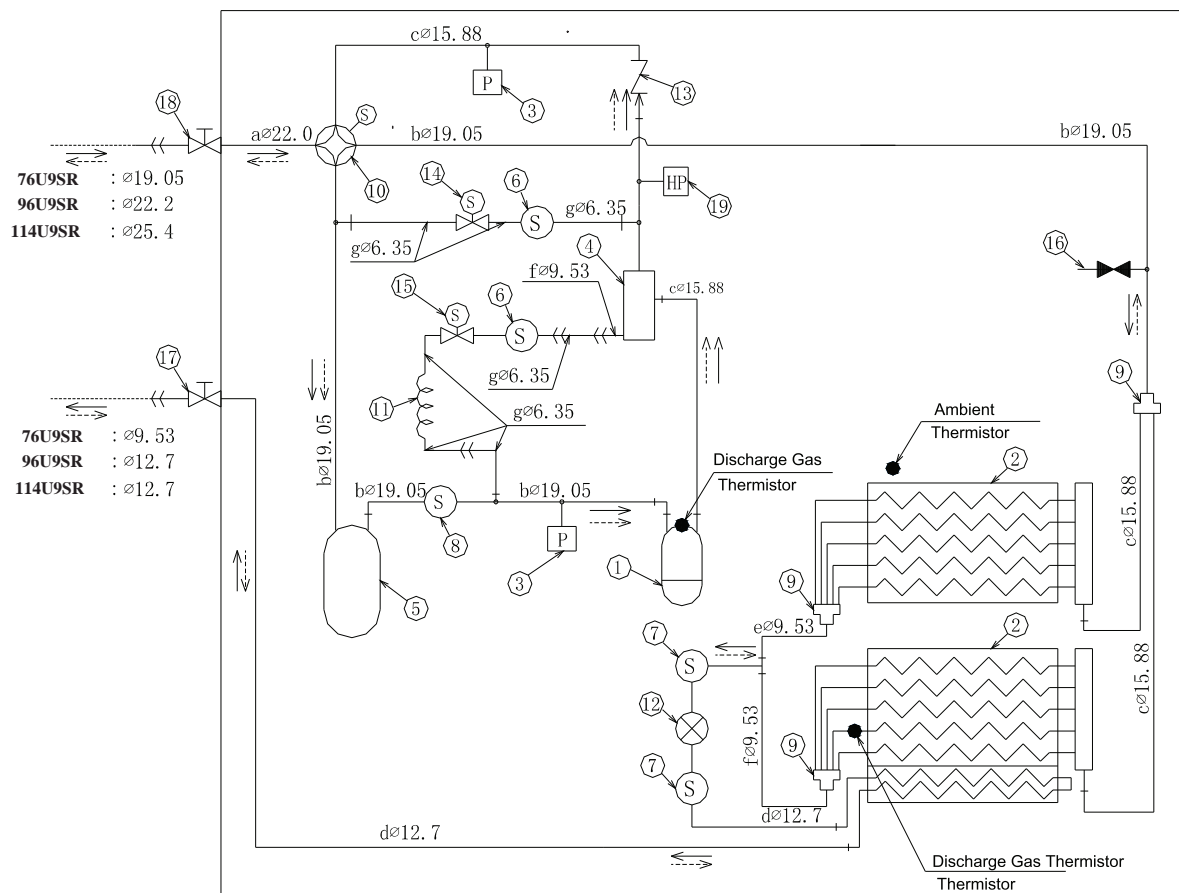 c⌀15.88
P
3
13
18
S
a⌀22.0
b⌀19.05
b⌀19.05
10
14
6
HP
19
76U9SR : ⌀19.05
96U9SR : ⌀22.2
114U9SR : ⌀25.4
S
S
g⌀6.35
g⌀6.35
4
16
f⌀9.53
c⌀15.88
15
6
S
S
17
g⌀6.35
9
11
g⌀6.35
76U9SR : ⌀9.53
96U9SR : ⌀12.7
114U9SR : ⌀12.7
b⌀19.05
Ambient
Thermistor
Discharge Gas
Thermistor
2
b⌀19.05
S
b⌀19.05
c⌀15.88
8
P
3
1
5
9
e⌀9.53
7
S
2
c⌀15.88
12
f⌀9.53
9
7
S
d⌀12.7
d⌀12.7
Discharge Gas Thermistor
Thermistor